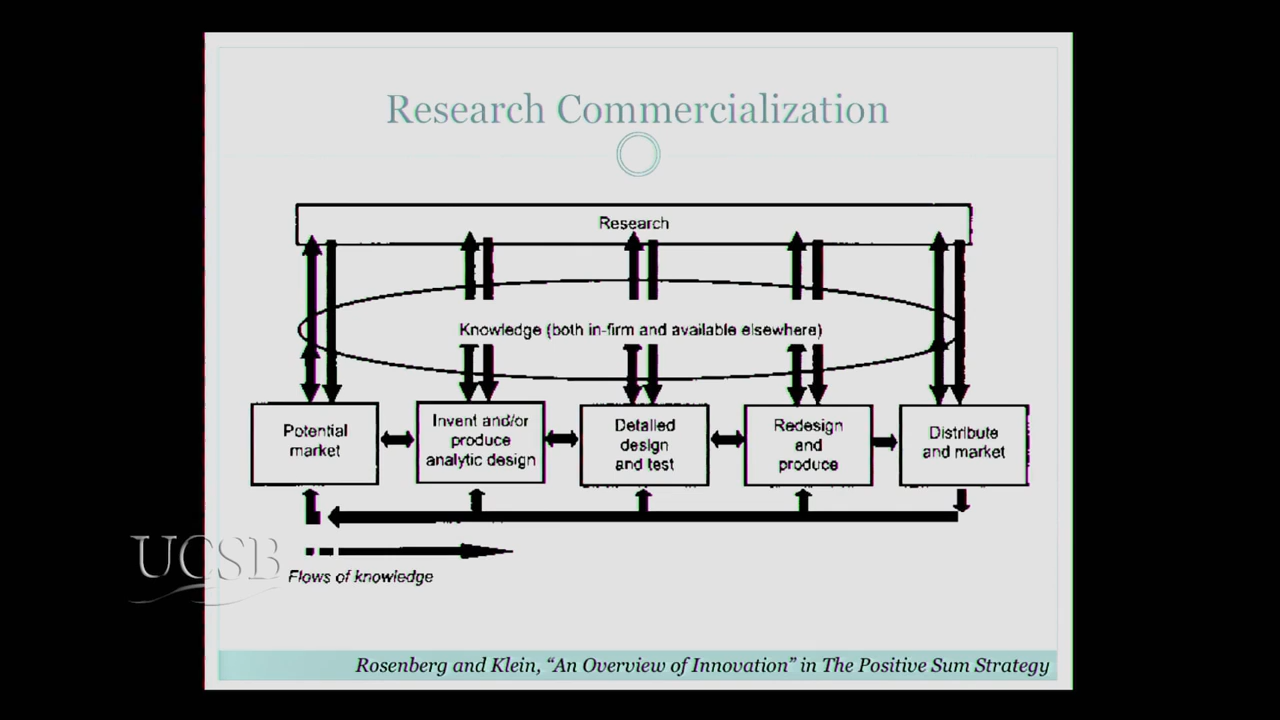 Research Commercialization
Research
Knowledge (both in-firm and available elsewhere)
Potential
market
Invent and/or
produce
analytic design
Detailed
design
and test
Redesign
and
produce
Distribute
and market
UCSB
Flows of knowledge
Rosenberg and Klein, “An Overview of Innovation” in The Positive Sum Strategy